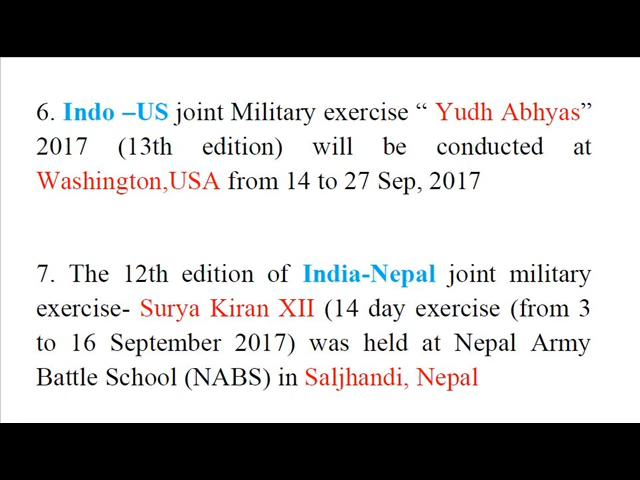 6. Indo –US joint Military exercise “ Yudh Abhyas”
2017 (13th edition) will be conducted at
Washington,USA from 14 to 27 Sep, 2017
7. The 12th edition of India-Nepal joint military
exercise- Surya Kiran XII (14 day exercise (from 3
to 16 September 2017) was held at Nepal Army
Battle School (NABS) in Saljhandi, Nepal